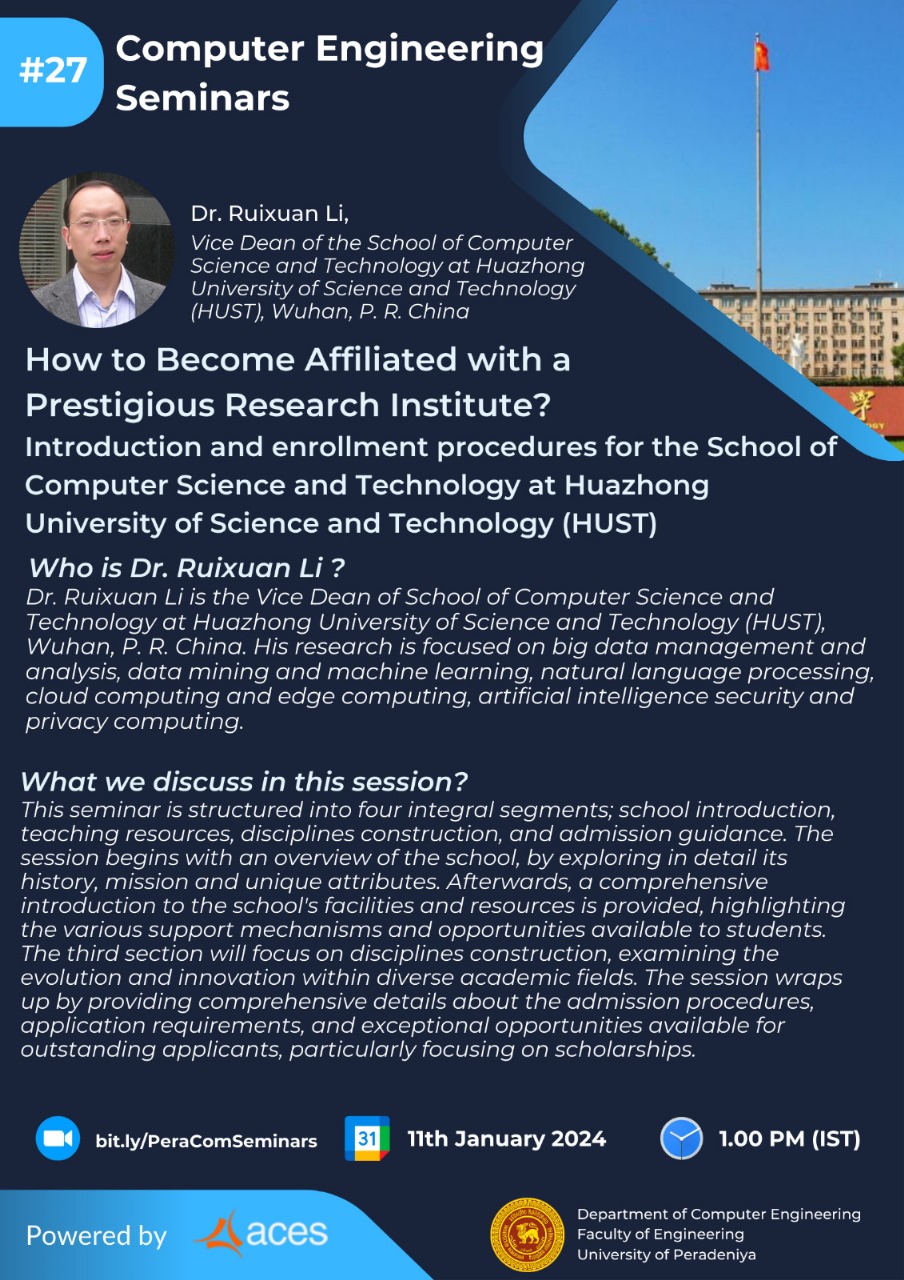 #27
Computer Engineering
Seminars
Dr. Ruixuan Li,
Vice Dean of the School of Computer
Science and Technology at Huazhong
University of Science and Technology
(HUST), Wuhan, P. R. China
How to Become Affiliated with a
Prestigious Research Institute?
Introduction and enrollment procedures for the School of
Computer Science and Technology at Huazhong
University of Science and Technology (HUST)
Who is Dr. Ruixuan Li ?
Dr. Ruixuan Li is the Vice Dean of School of Computer Science and
Technology at Huazhong University of Science and Technology (HUST),
Wuhan, P. R. China. His research is focused on big data management and
analysis, data mining and machine learning, natural language processing,
cloud computing and edge computing, artificial intelligence security and
privacy computing.
What we discuss in this session?
This seminar is structured into four integral segments; school introduction,
teaching resources, disciplines construction, and admission guidance. The
session begins with an overview of the school, by exploring in detail its
history, mission and unique attributes. Afterwards, a comprehensive
introduction to the school's facilities and resources is provided, highlighting
the various support mechanisms and opportunities available to students.
The third section will focus on disciplines construction, examining the
evolution and innovation within diverse academic fields. The session wraps
up by providing comprehensive details about the admission procedures,
application requirements, and exceptional opportunities available for
outstanding applicants, particularly focusing on scholarships.
bit.ly/PeraComSeminars
31
11th January 2024
1.00 PM (IST)
Powered by
aces
Department of Computer Engineering
Faculty of Engineering
University of Peradeniya